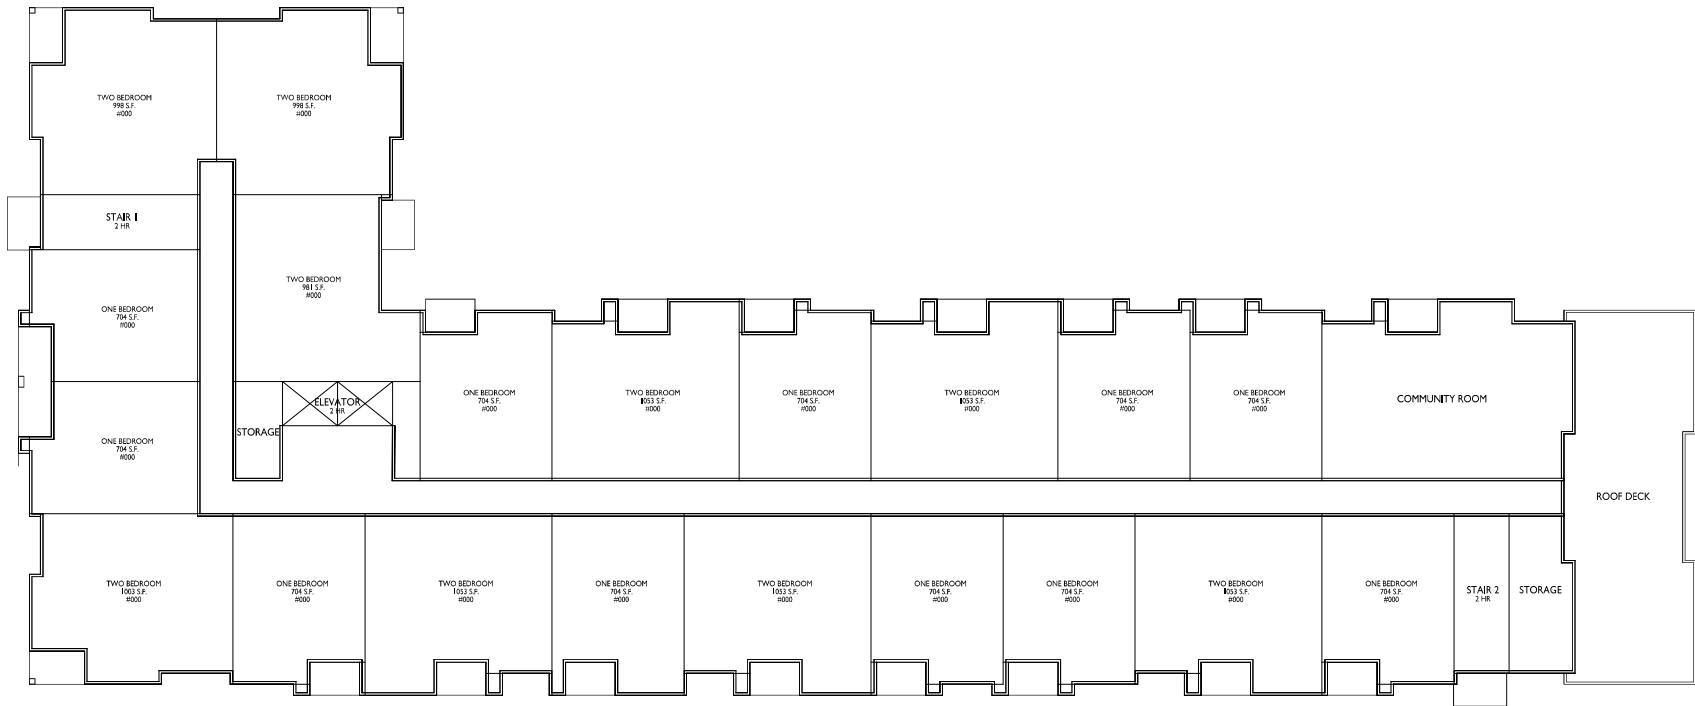 TWO BEDROOM
998 S.F.
#000
TWO BEDROOM
998 S.F.
#000
STAIR 1
2 HR
TWO BEDROOM
981 S.F.
#000
ONE BEDROOM
704 S.F.
#000
ONE BEDROOM
704 S.F.
#000
ELEVATOR
2 HR
STORAGE
ONE BEDROOM
704 S.F.
#000
TWO BEDROOM
1053 S.F.
#000
ONE BEDROOM
704 S.F.
#000
TWO BEDROOM
1053 S.F.
#000
ONE BEDROOM
704 S.F.
#000
ONE BEDROOM
704 S.F.
#000
COMMUNITY ROOM
ROOF DECK
TWO BEDROOM
1003 S.F.
#000
ONE BEDROOM
704 S.F.
#000
TWO BEDROOM
1053 S.F.
#000
ONE BEDROOM
704 S.F.
#000
TWO BEDROOM
1053 S.F.
#000
ONE BEDROOM
704 S.F.
#000
ONE BEDROOM
704 S.F.
#000
TWO BEDROOM
1053 S.F.
#000
ONE BEDROOM
704 S.F.
#000
STAIR 2
2 HR
STORAGE